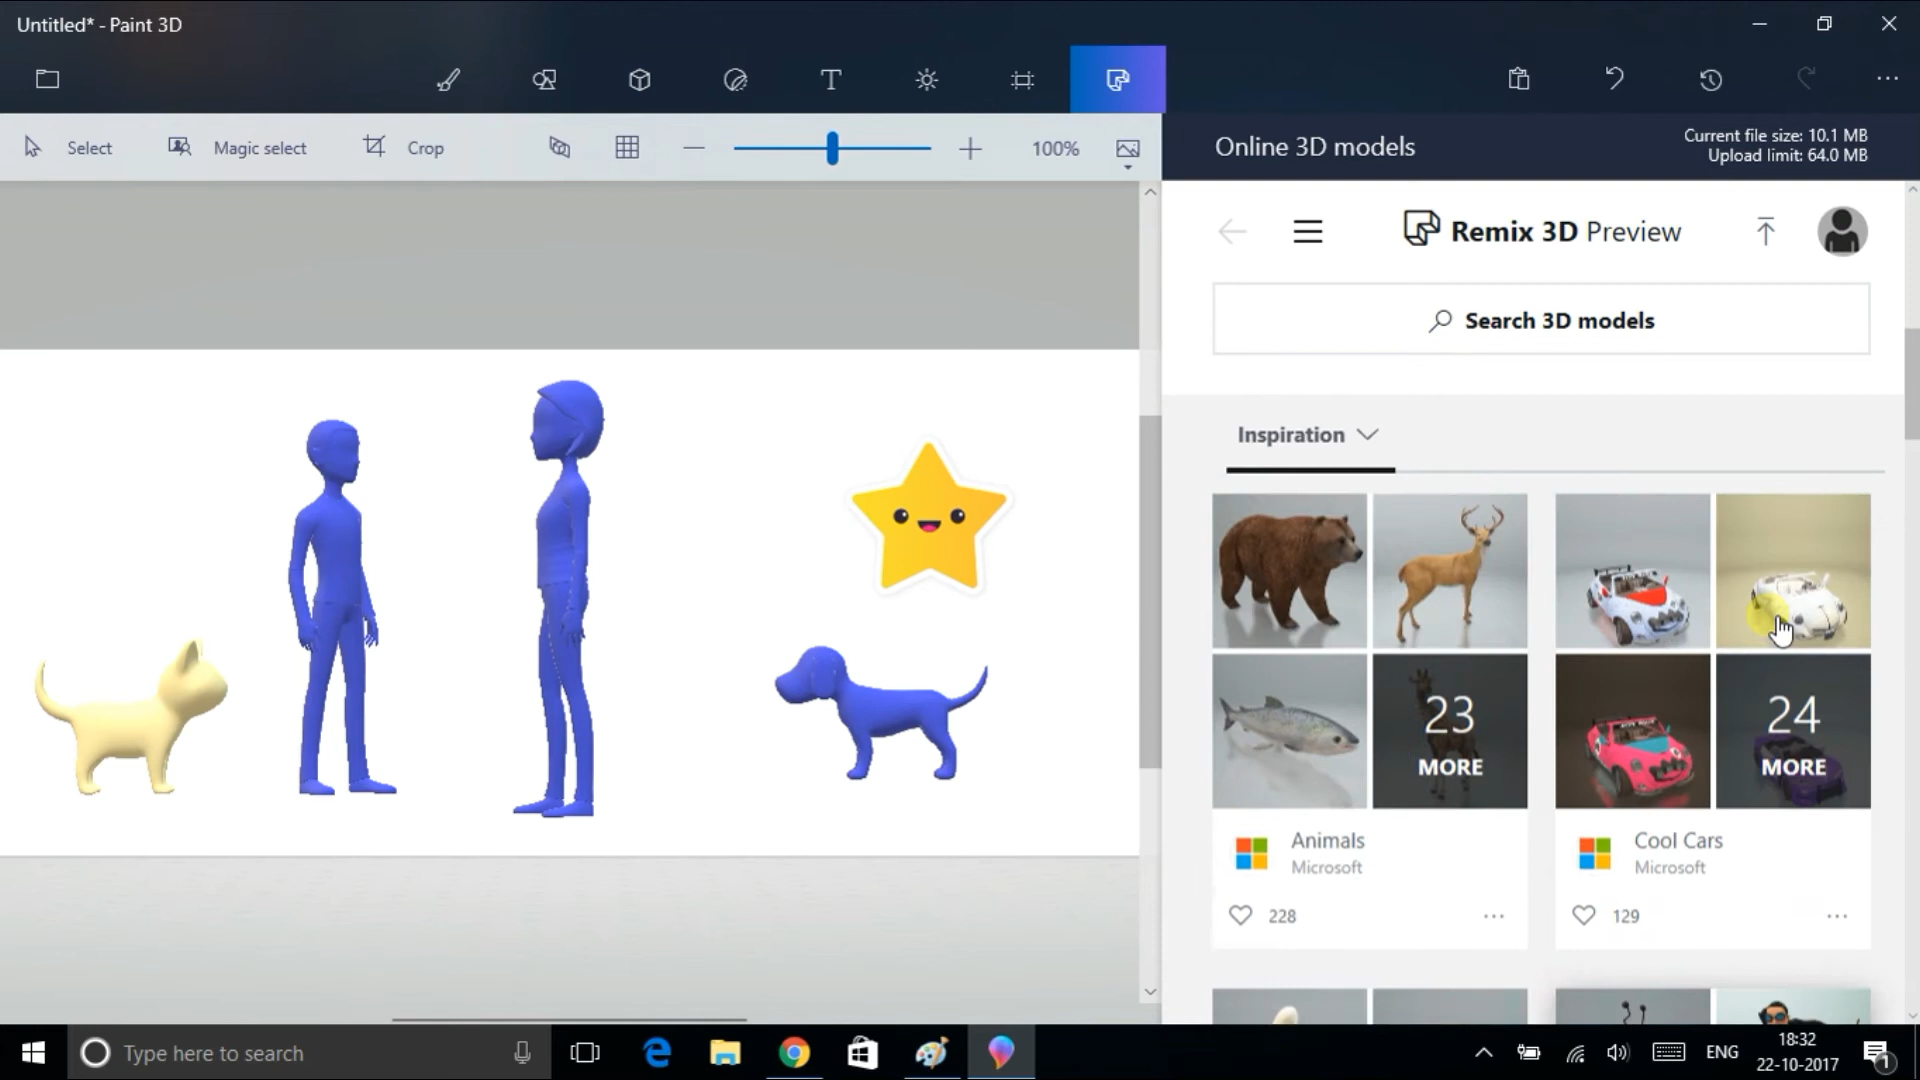 Untitled* - Paint 3D
Select
Magic select
Crop
100%
Online 3D models
Current file size: 10.1 MB
Upload limit: 64.0 MB
Remix 3D Preview
Search 3D models
Inspiration
23
MORE
24
MORE
Animals
Microsoft
Cool Cars
Microsoft
228
129
Type here to search
ENG
18:32
22-10-2017
1